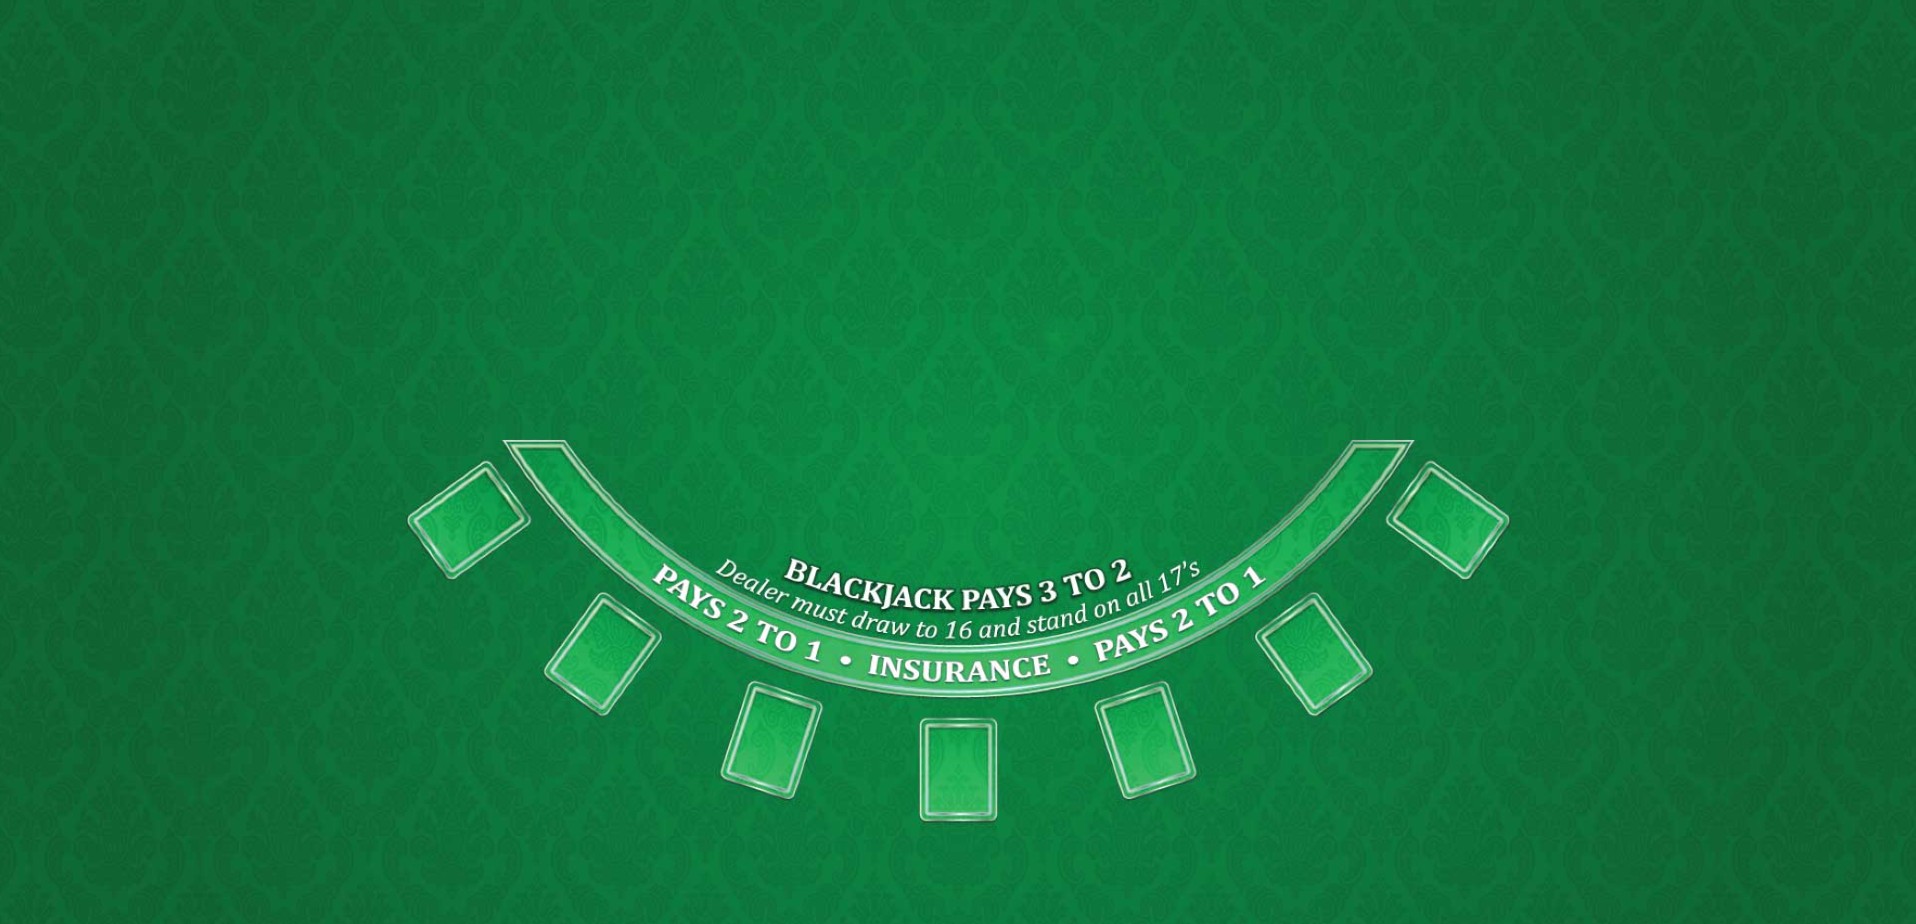 BLACKJACK PAYS 3 TO 2
Dealer must draw to 16 and stand on all 17's
PAYS 2 TO 1 • INSURANCE • PAYS 2 TO 1